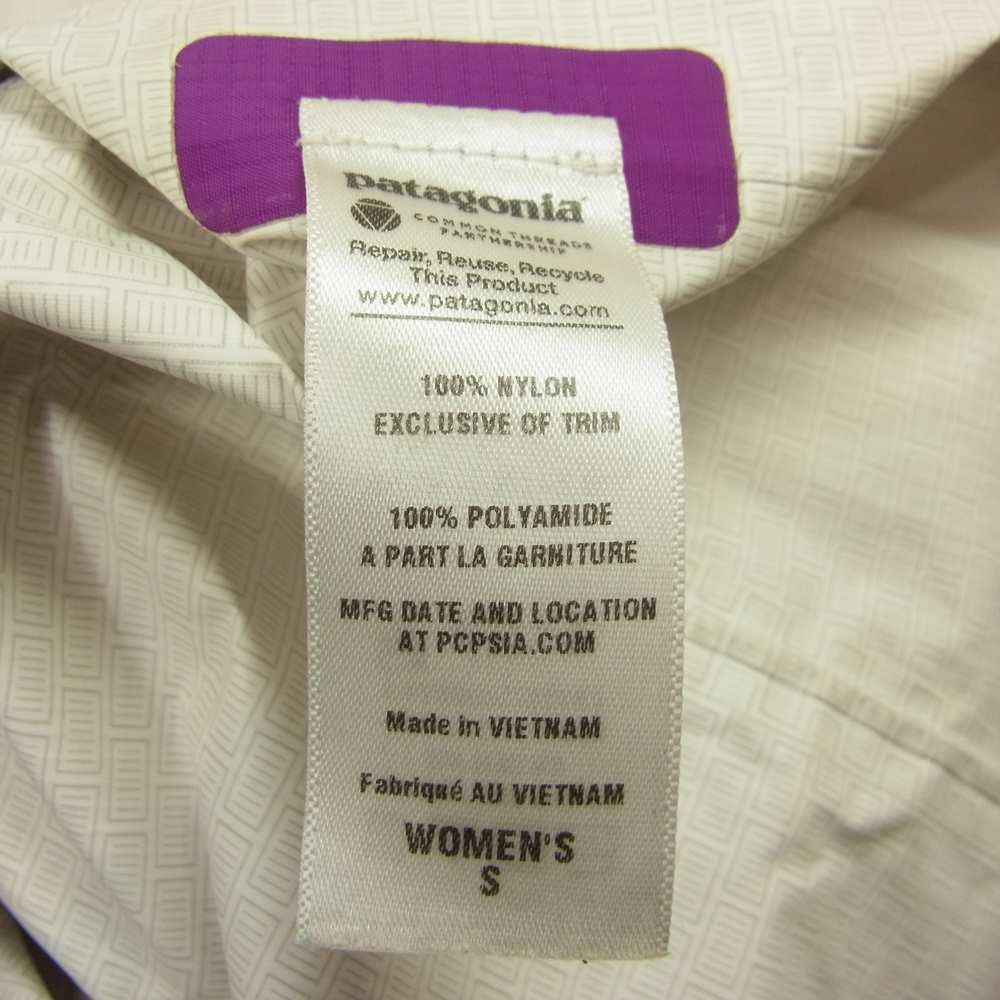 patagonia
COMMON THREADS
PARTNERSHIP
Repair, Reuse, Recycle
This Product
www.patagonia.com
100% NYLON
EXCLUSIVE OF TRIM
100% POLYAMIDE
A PART LA GARNITURE
MFG DATE AND LOCATION
AT PCPSIA.COM
Made in VIETNAM
Fabriqué AU VIETNAM
WOMEN'S
S